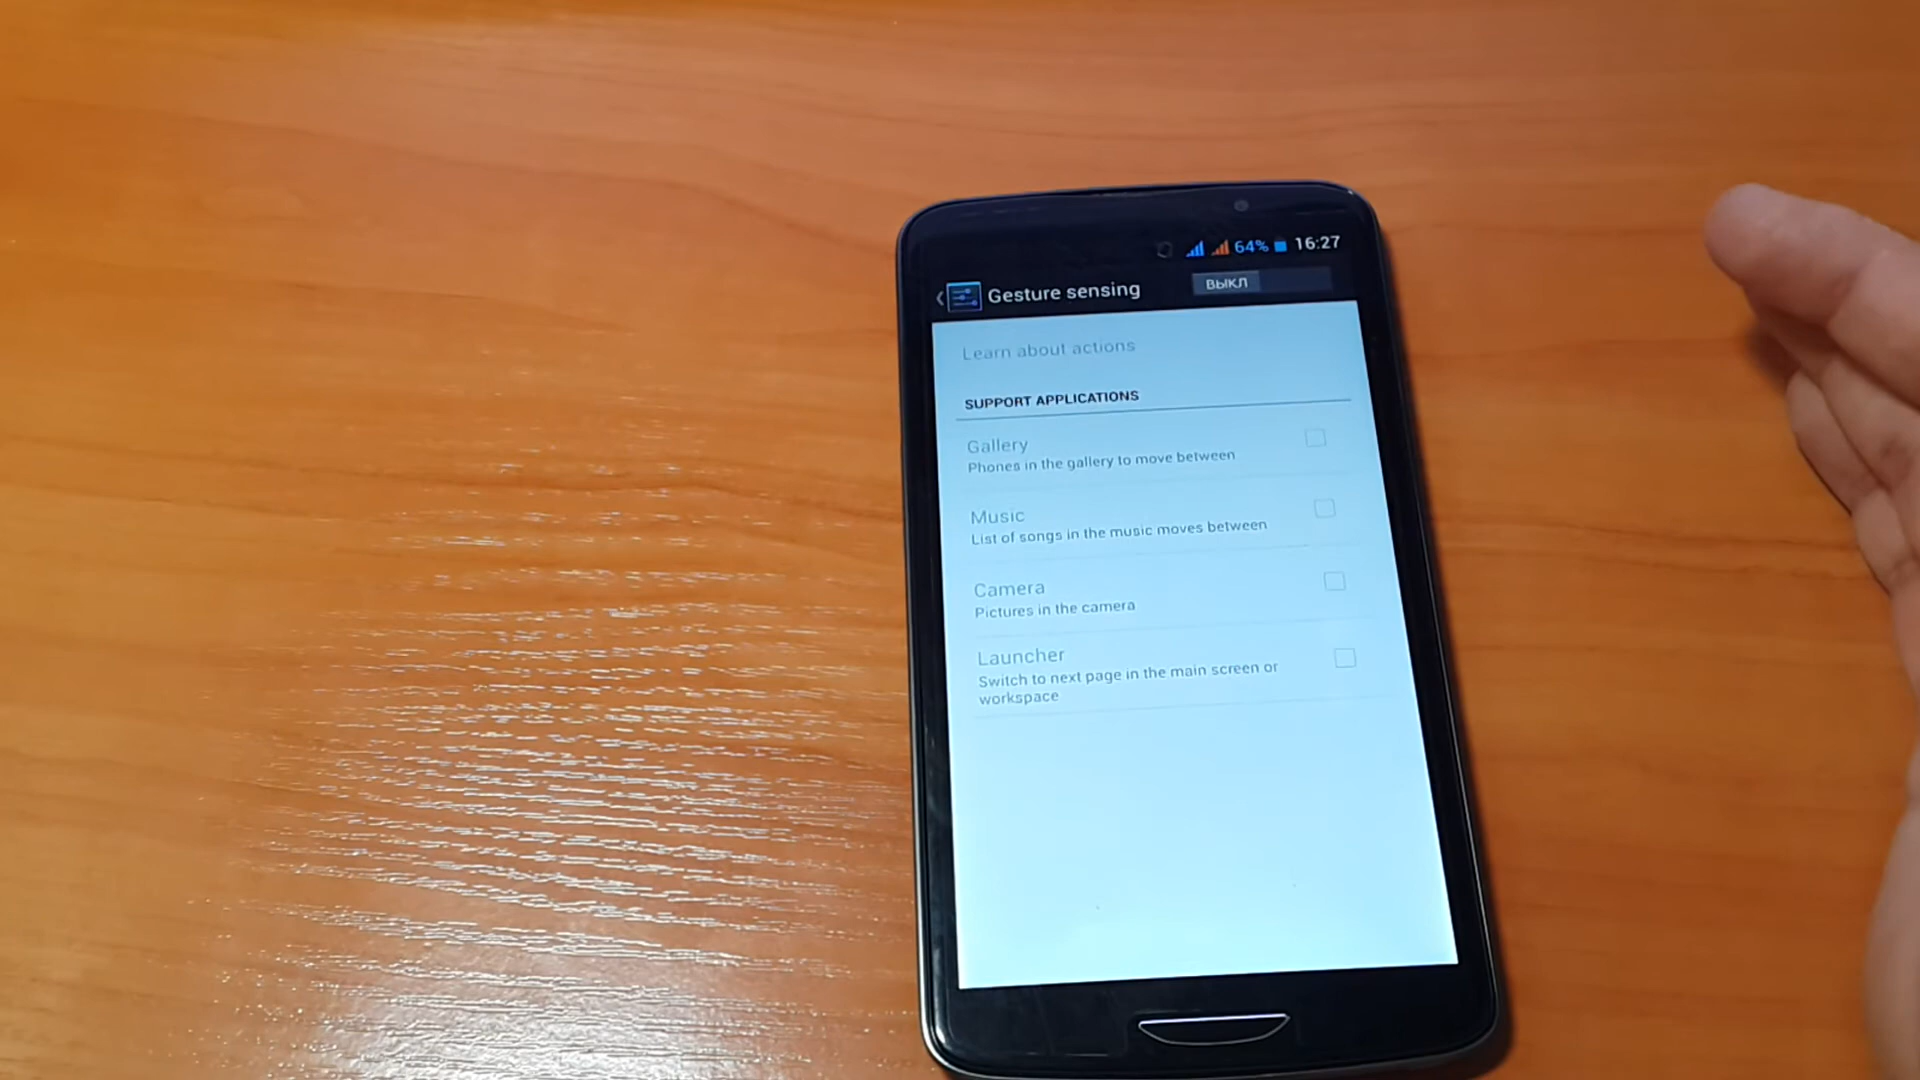 64% 16:27
Gesture sensing ВЫКЛ
Learn about actions
SUPPORT APPLICATIONS
Gallery
Phones in the gallery to move between
Music
List of songs in the music moves between
Camera
Pictures in the camera
Launcher
Switch to next page in the main screen or
workspace